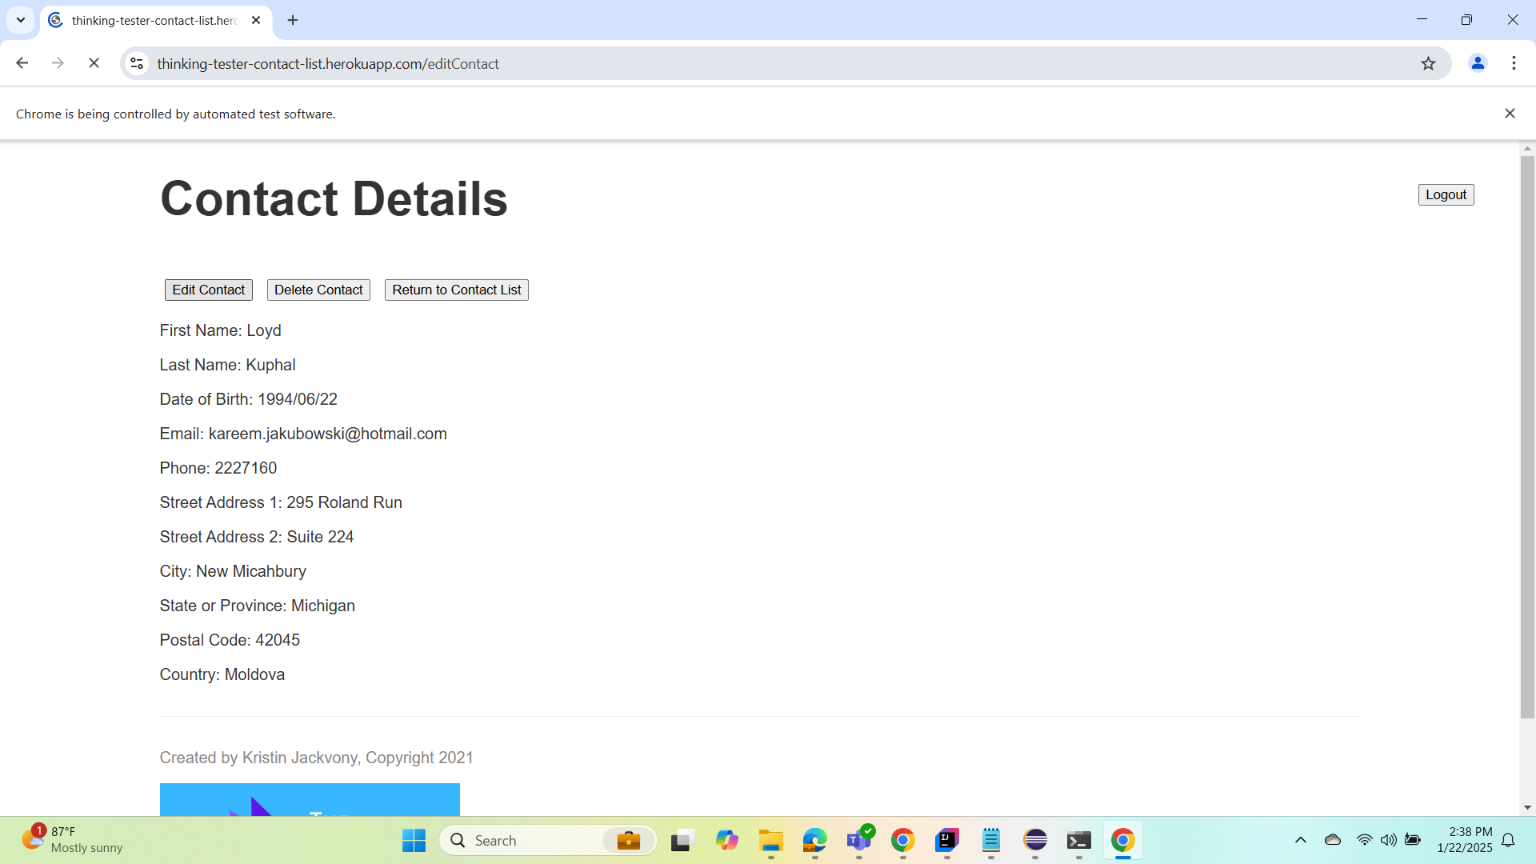 thinking-tester-contact-list.herc
thinking-tester-contact-list.herokuapp.com/editContact
Chrome is being controlled by automated test software.
Contact Details
Logout
Edit Contact
Delete Contact
Return to Contact List
First Name: Loyd
Last Name: Kuphal
Date of Birth: 1994/06/22
Email: kareem.jakubowski@hotmail.com
Phone: 2227160
Street Address 1: 295 Roland Run
Street Address 2: Suite 224
City: New Micahbury
State or Province: Michigan
Postal Code: 42045
Country: Moldova
Created by Kristin Jackvony, Copyright 2021
1
87°F
Mostly sunny
Search
2:38 PM
1/22/2025